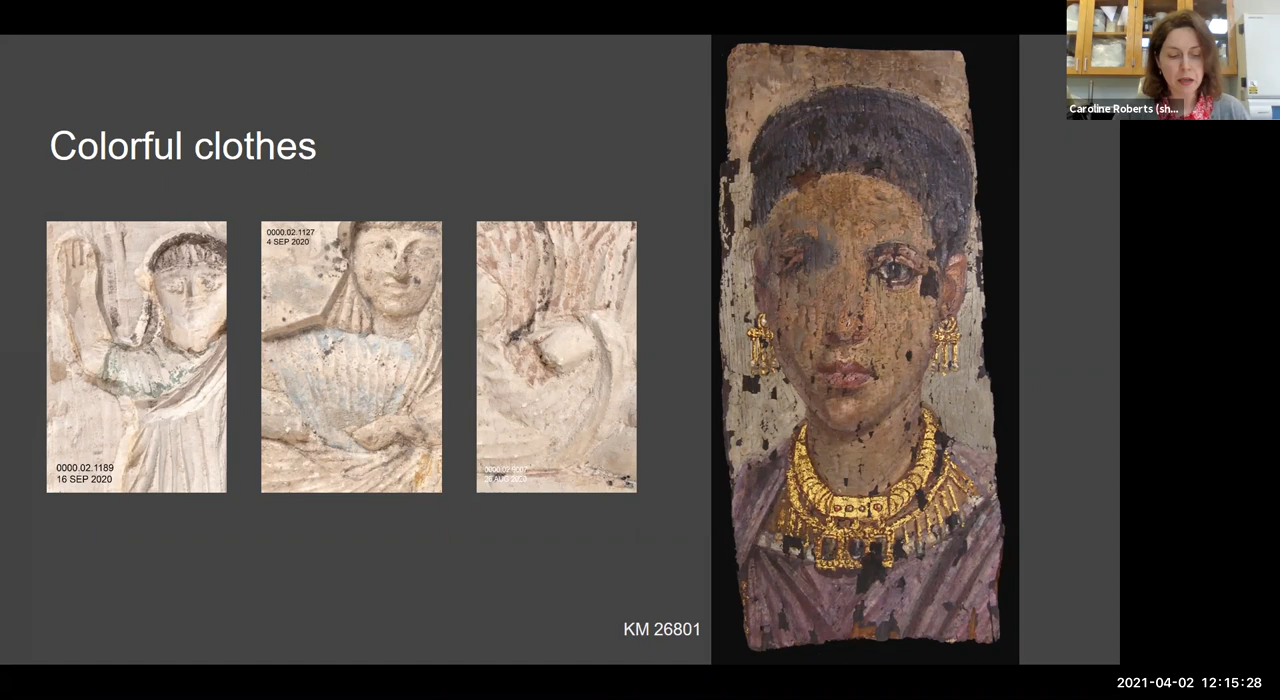 Caroline Roberts (sh...
Colorful clothes
0000.02.1189
16 SEP 2020
0000.02.1127
4 SEP 2020
KM 26801
2021-04-02 12:15:28